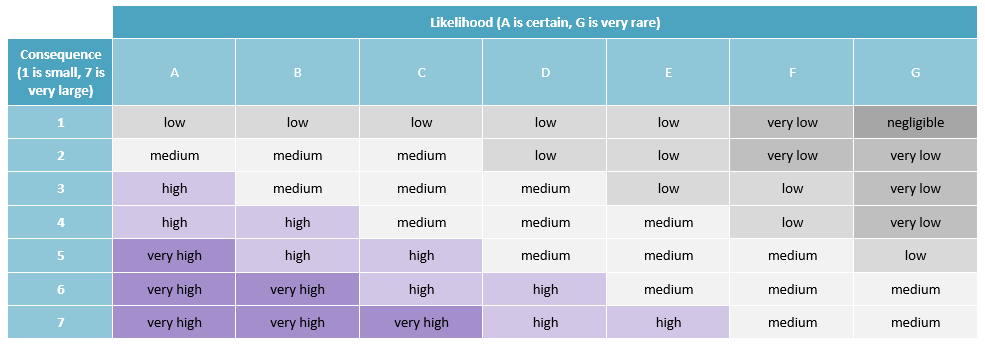 Likelihood (A is certain, G is very rare)
Consequence
(1 is small, 7 is
very large)
A B C D E F G
1 low low low low low very low negligible
2 medium medium medium low low very low very low
3 high medium medium medium low low very low
4 high high medium medium medium low very low
5 very high high high medium medium medium low
6 very high very high high high medium medium medium
7 very high very high very high high high medium medium